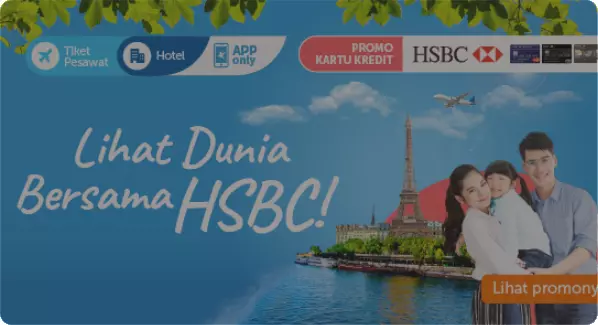 Tiket
Pesawat
Hotel
APP
only
PROMO
KARTU KREDIT
HSBC
Lihat Dunia
Bersama
HSBC!
Lihat promony